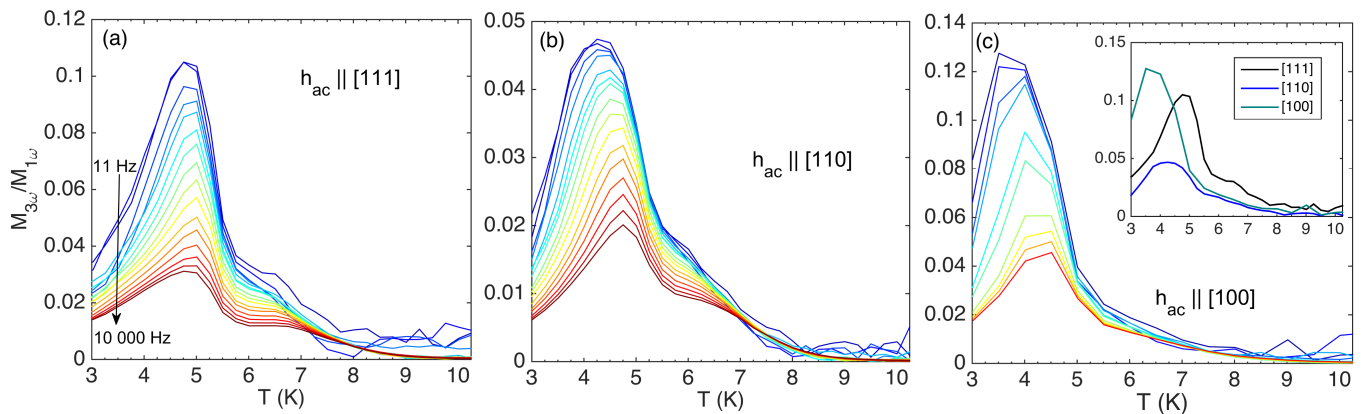 (a)
h_ac || [111]
M_3ω/M_1ω
0.12
0.1
0.08
0.06
0.04
0.02
0
11 Hz
10 000 Hz
3 4 5 6 7 8 9 10
T (K)
(b)
h_ac || [110]
0.05
0.04
0.03
0.02
0.01
0
3 4 5 6 7 8 9 10
T (K)
(c)
h_ac || [100]
0.14
0.12
0.10
0.08
0.06
0.04
0.02
0
3 4 5 6 7 8 9 10
T (K)
0.15
0.1
0.05
0
3 4 5 6 7 8 9 10
[111]
[110]
[100]